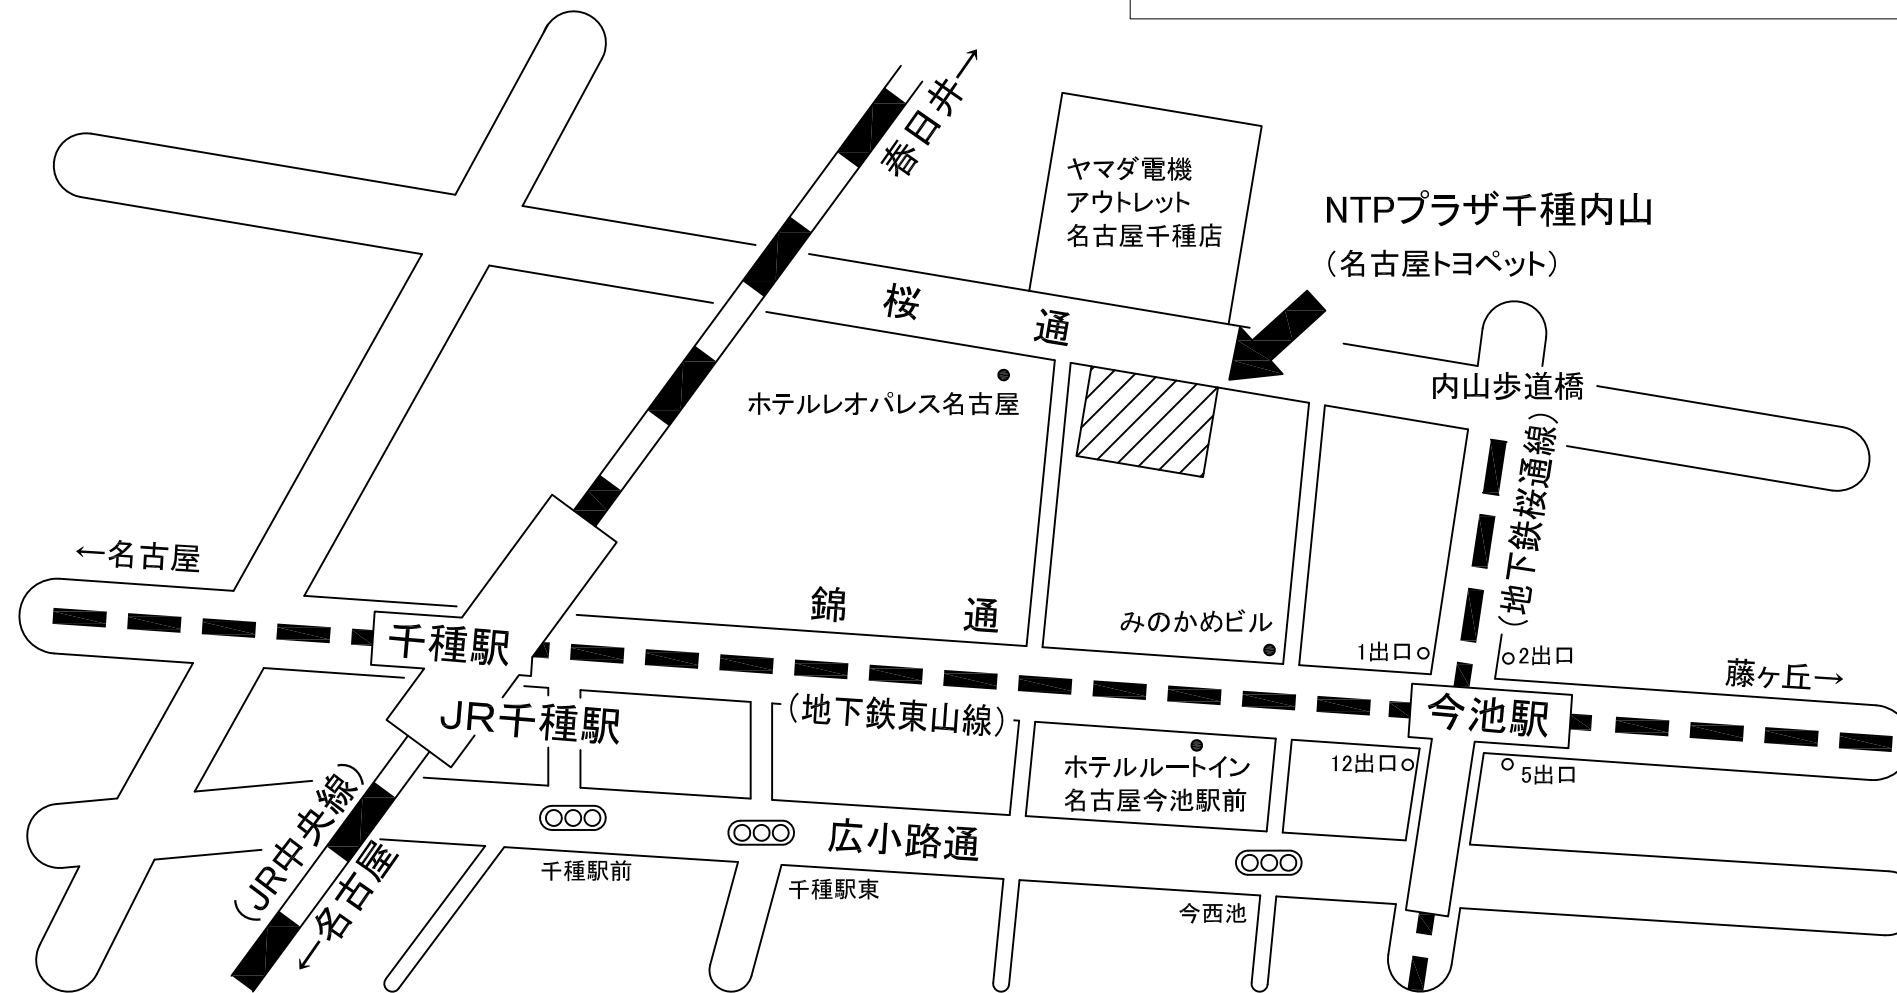 春日井→
ヤマダ電機
アウトレット
名古屋千種店
NTPプラザ千種内山
(名古屋トヨペット)
桜通
内山歩道橋
ホテルレオパレス名古屋
(地下鉄桜通線)
←名古屋
錦通
みのかめビル
千種駅
1出口
2出口
藤ヶ丘→
JR千種駅
(地下鉄東山線)
今池駅
ホテルルートイン
名古屋今池駅前
12出口
5出口
(JR中央線)
←名古屋
広小路通
千種駅前
千種駅東
今西池